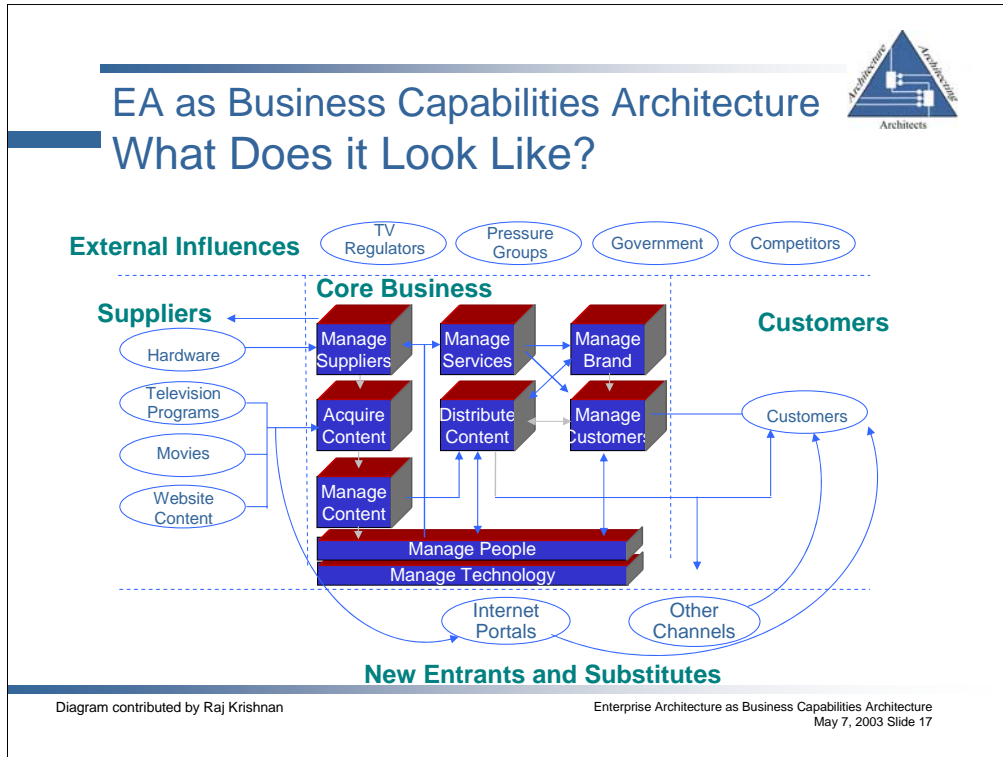 EA as Business Capabilities Architecture
What Does it Look Like?
Architecture
Architecting
Architects
External Influences
TV
Regulators
Pressure
Groups
Government
Competitors
Suppliers
Core Business
Customers
Hardware
Television
Programs
Movies
Website
Content
Manage
Suppliers
Manage
Services
Manage
Brand
Acquire
Content
Distribute
Content
Manage
Customers
Manage
Content
Customers
Manage People
Manage Technology
Internet
Portals
Other
Channels
New Entrants and Substitutes
Diagram contributed by Raj Krishnan
Enterprise Architecture as Business Capabilities Architecture
May 7, 2003 Slide 17